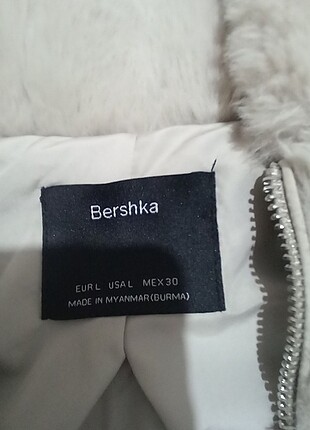 Bershka
EUR L USA L MEX 30
MADE IN MYANMAR (BURMA)